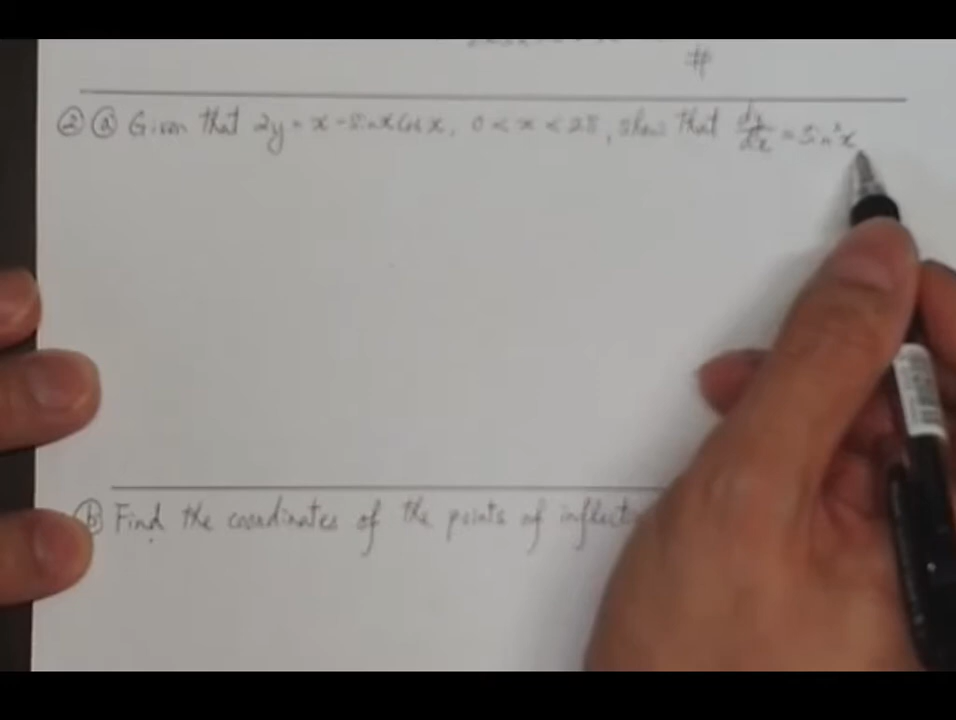 #
② ⓐ Given that 2y = x - sin x cos x, 0 < x < 2π, show that dy/dx = sin²x
ⓑ Find the coordinates of the points of